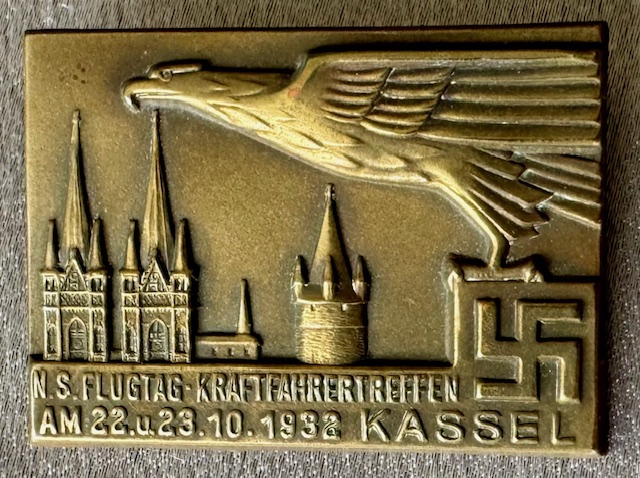 N.S. FLUGTAG-KRAFTFAHRERTREFFEN
AM 22.u.23.10.1932 KASSEL